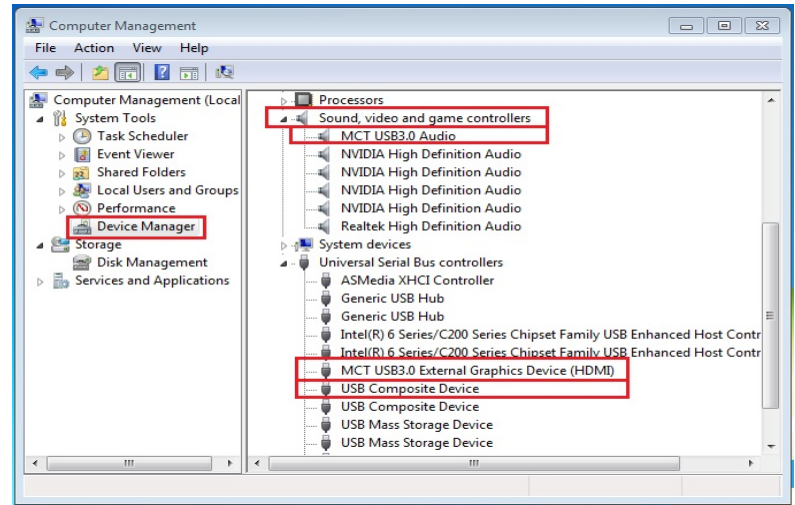 Computer Management
File Action View Help
Computer Management (Local
System Tools
Task Scheduler
Event Viewer
Shared Folders
Local Users and Groups
Performance
Device Manager
Storage
Disk Management
Services and Applications
Processors
Sound, video and game controllers
MCT USB3.0 Audio
NVIDIA High Definition Audio
NVIDIA High Definition Audio
NVIDIA High Definition Audio
NVIDIA High Definition Audio
Realtek High Definition Audio
System devices
Universal Serial Bus controllers
ASMedia XHCI Controller
Generic USB Hub
Generic USB Hub
Intel(R) 6 Series/C200 Series Chipset Family USB Enhanced Host Contr
Intel(R) 6 Series/C200 Series Chipset Family USB Enhanced Host Contr
MCT USB3.0 External Graphics Device (HDMI)
USB Composite Device
USB Composite Device
USB Mass Storage Device
USB Mass Storage Device